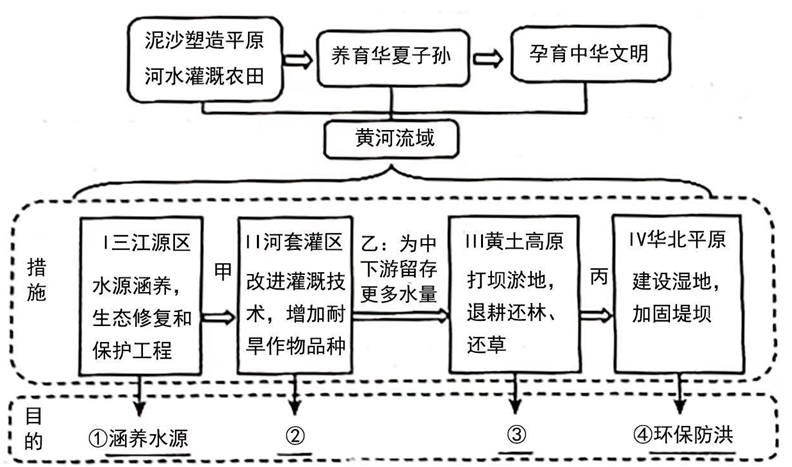 泥沙塑造平原
河水灌溉农田
养育华夏子孙
孕育中华文明
黄河流域
措施
I三江源区
水源涵养，
生态修复和
保护工程
甲
II河套灌区
改进灌溉技
术，增加耐
旱作物品种
乙：为中
下游留存
更多水量
III黄土高原
打坝淤地，
退耕还林、
还草
丙
IV华北平原
建设湿地，
加固堤坝
目的
①涵养水源
②
③
④环保防洪